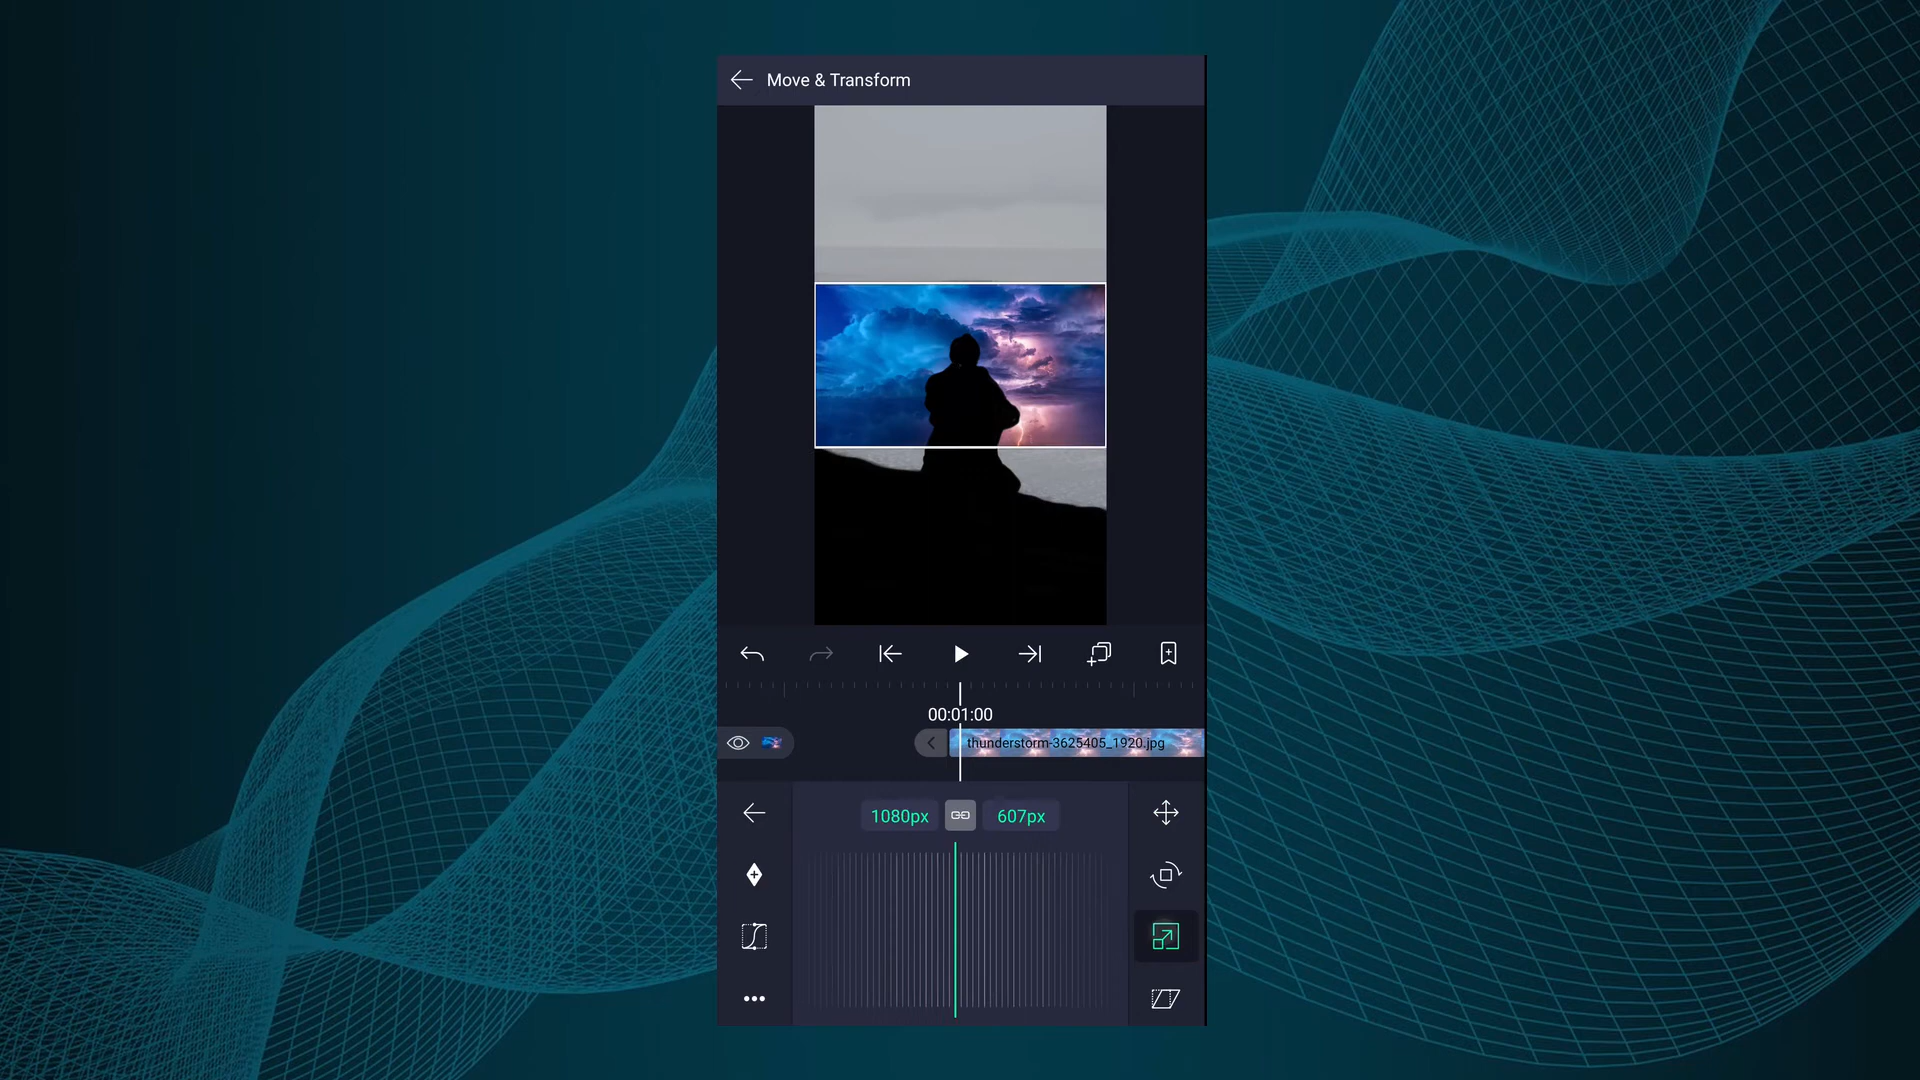 Move & Transform
00:01:00
thunderstorm-3625405_1920.jpg
1080px
607px